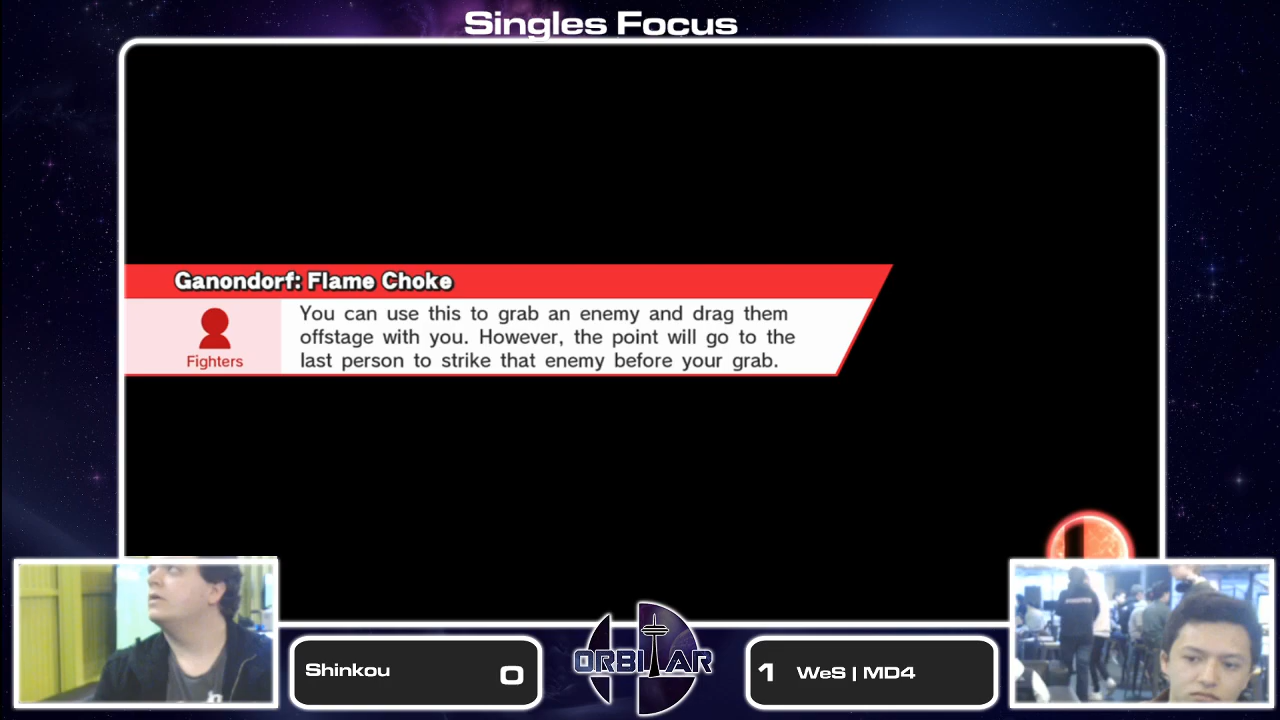 Singles Focus
Ganondorf: Flame Choke
Fighters
You can use this to grab an enemy and drag them
offstage with you. However, the point will go to the
last person to strike that enemy before your grab.
Shinkou
0
ORBITAR
1
WeS | MD4